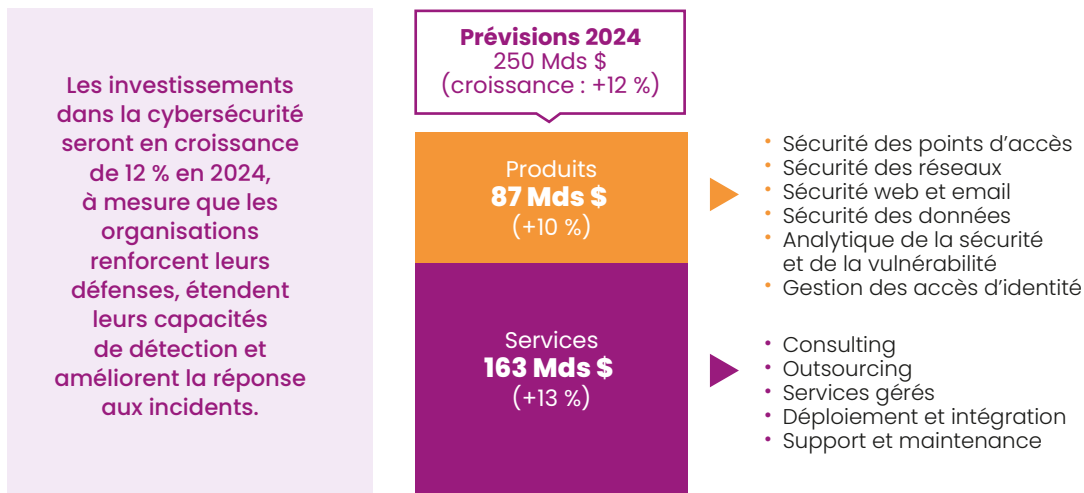 Les investissements
dans la cybersécurité
seront en croissance
de 12 % en 2024,
à mesure que les
organisations
renforcent leurs
défenses, étendent
leurs capacités
de détection et
améliorent la réponse
aux incidents.
Prévisions 2024
250 Mds $
(croissance : +12 %)
Produits
87 Mds $
(+10 %)
• Sécurité des points d’accès
• Sécurité des réseaux
• Sécurité web et email
• Sécurité des données
• Analytique de la sécurité
et de la vulnérabilité
• Gestion des accès d’identité
Services
163 Mds $
(+13 %)
• Consulting
• Outsourcing
• Services gérés
• Déploiement et intégration
• Support et maintenance